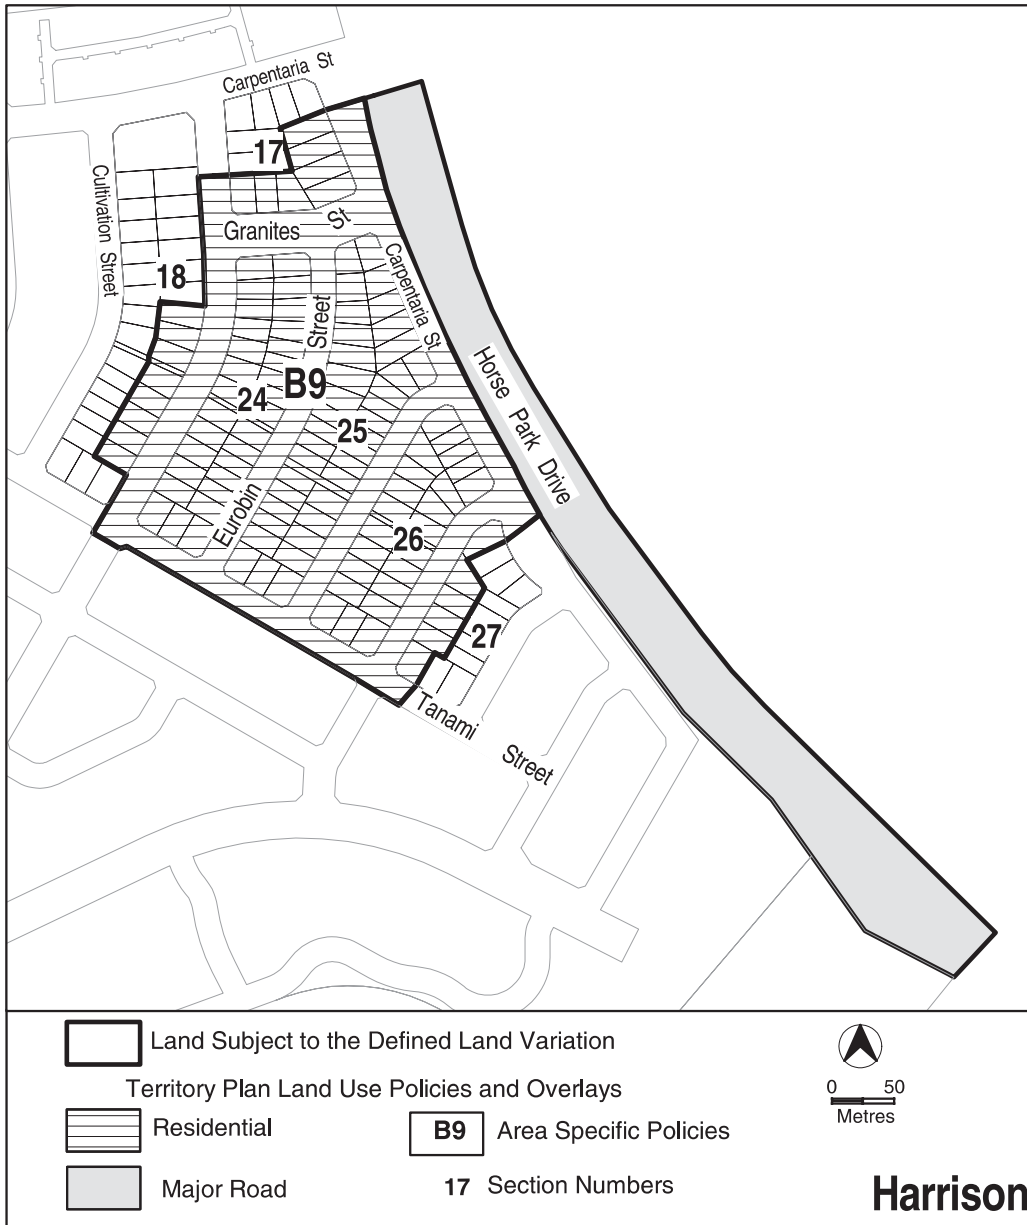 Carpentaria St
17
Cultivation Street
Granites St
18
Carpentaria St
Street
Horse Park Drive
24
B9
25
Eurobin
26
27
Tanami Street
Land Subject to the Defined Land Variation
Territory Plan Land Use Policies and Overlays
0 50
Metres
Residential
B9 Area Specific Policies
Major Road
17 Section Numbers
Harrison